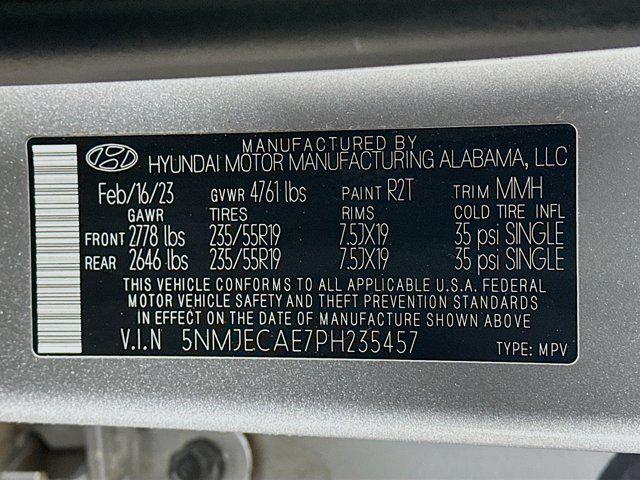 MANUFACTURED BY
HYUNDAI MOTOR MANUFACTURING ALABAMA, LLC
Feb/16/23 GVWR 4761 lbs PAINT R2T TRIM MMH
GAWR TIRES RIMS COLD TIRE INFL
FRONT 2778 lbs 235/55R19 7.5JX19 35 psi SINGLE
REAR 2646 lbs 235/55R19 7.5JX19 35 psi SINGLE
THIS VEHICLE CONFORMS TO ALL APPLICABLE U.S.A. FEDERAL
MOTOR VEHICLE SAFETY AND THEFT PREVENTION STANDARDS
IN EFFECT ON THE DATE OF MANUFACTURE SHOWN ABOVE.
V.I.N 5NMJECAE7PH235457 TYPE: MPV